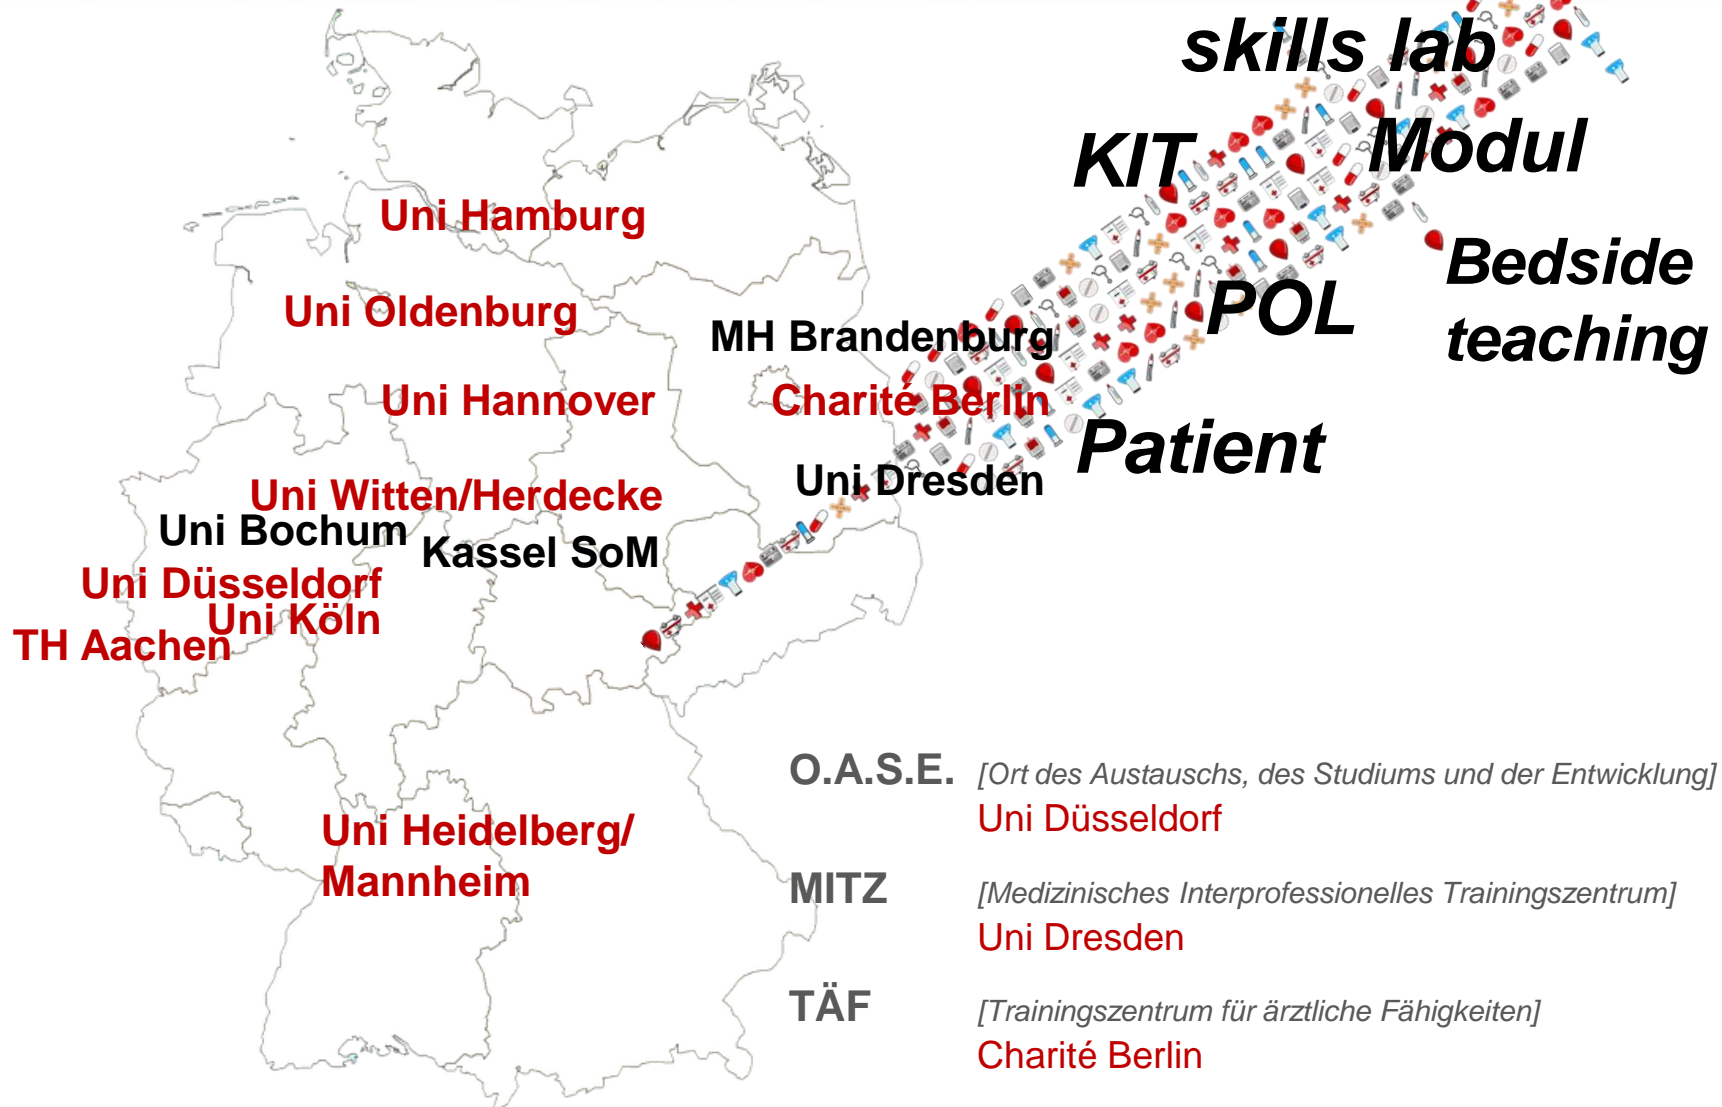 skills lab
KIT
Modul
Uni Hamburg
Bedside
teaching
Uni Oldenburg
POL
MH Brandenburg
Uni Hannover
Charité Berlin
Patient
Uni Dresden
Uni Witten/Herdecke
Uni Bochum
Kassel SoM
Uni Düsseldorf
Uni Köln
TH Aachen
Uni Heidelberg/
Mannheim
O.A.S.E. [Ort des Austauschs, des Studiums und der Entwicklung]
Uni Düsseldorf
MITZ [Medizinisches Interprofessionelles Trainingszentrum]
Uni Dresden
TÄF [Trainingszentrum für ärztliche Fähigkeiten]
Charité Berlin